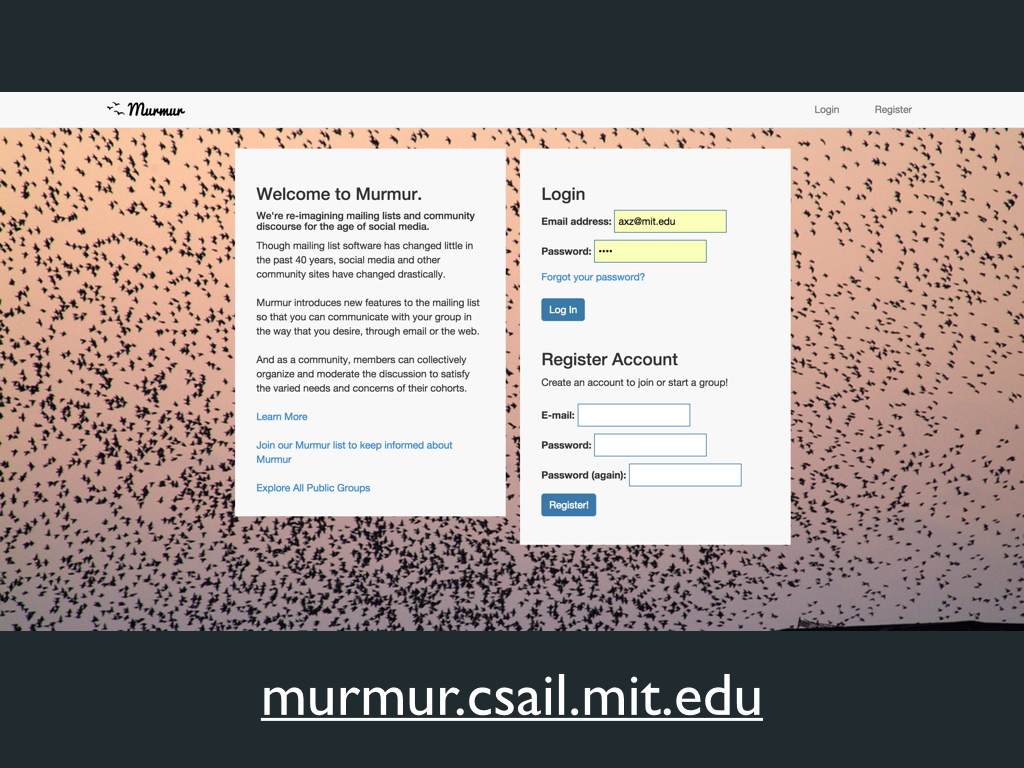 Murmur
Login
Register
Welcome to Murmur.
We're re-imagining mailing lists and community
discourse for the age of social media.
Though mailing list software has changed little in
the past 40 years, social media and other
community sites have changed drastically.
Murmur introduces new features to the mailing list
so that you can communicate with your group in
the way that you desire, through email or the web.
And as a community, members can collectively
organize and moderate the discussion to satisfy
the varied needs and concerns of their cohorts.
Learn More
Join our Murmur list to keep informed about
Murmur
Explore All Public Groups
Login
Email address: axz@mit.edu
Password: ••••
Forgot your password?
Log In
Register Account
Create an account to join or start a group!
E-mail:
Password:
Password (again):
Register!
murmur.csail.mit.edu